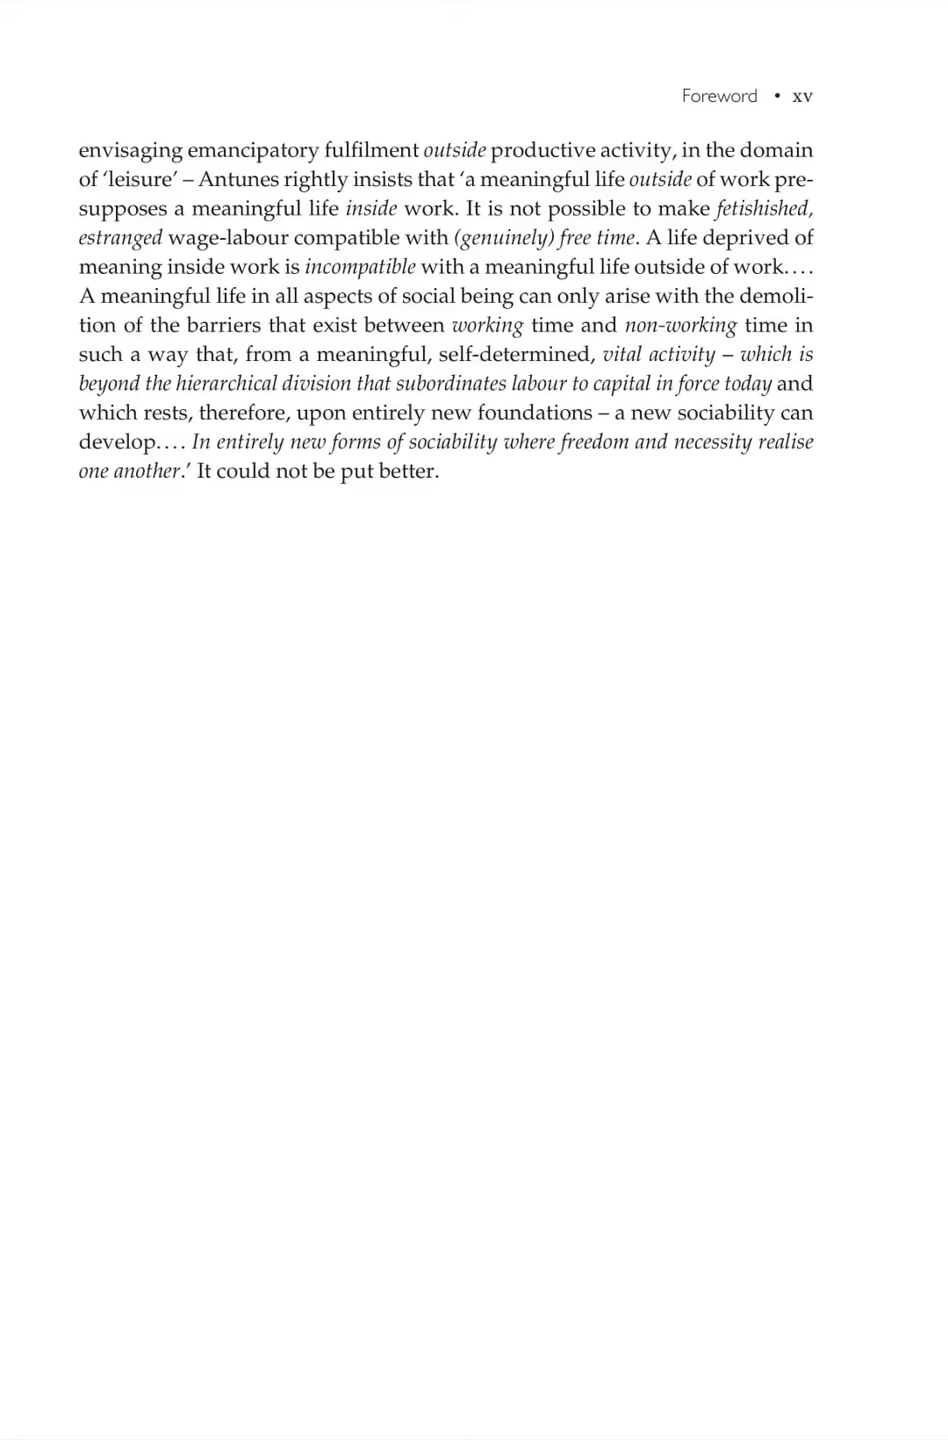 Foreword • xv
envisaging emancipatory fulfilment outside productive activity, in the domain
of ‘leisure’ – Antunes rightly insists that ‘a meaningful life outside of work pre-
supposes a meaningful life inside work. It is not possible to make fetishished,
estranged wage-labour compatible with (genuinely) free time. A life deprived of
meaning inside work is incompatible with a meaningful life outside of work....
A meaningful life in all aspects of social being can only arise with the demoli-
tion of the barriers that exist between working time and non-working time in
such a way that, from a meaningful, self-determined, vital activity – which is
beyond the hierarchical division that subordinates labour to capital in force today and
which rests, therefore, upon entirely new foundations – a new sociability can
develop.... In entirely new forms of sociability where freedom and necessity realise
one another.’ It could not be put better.